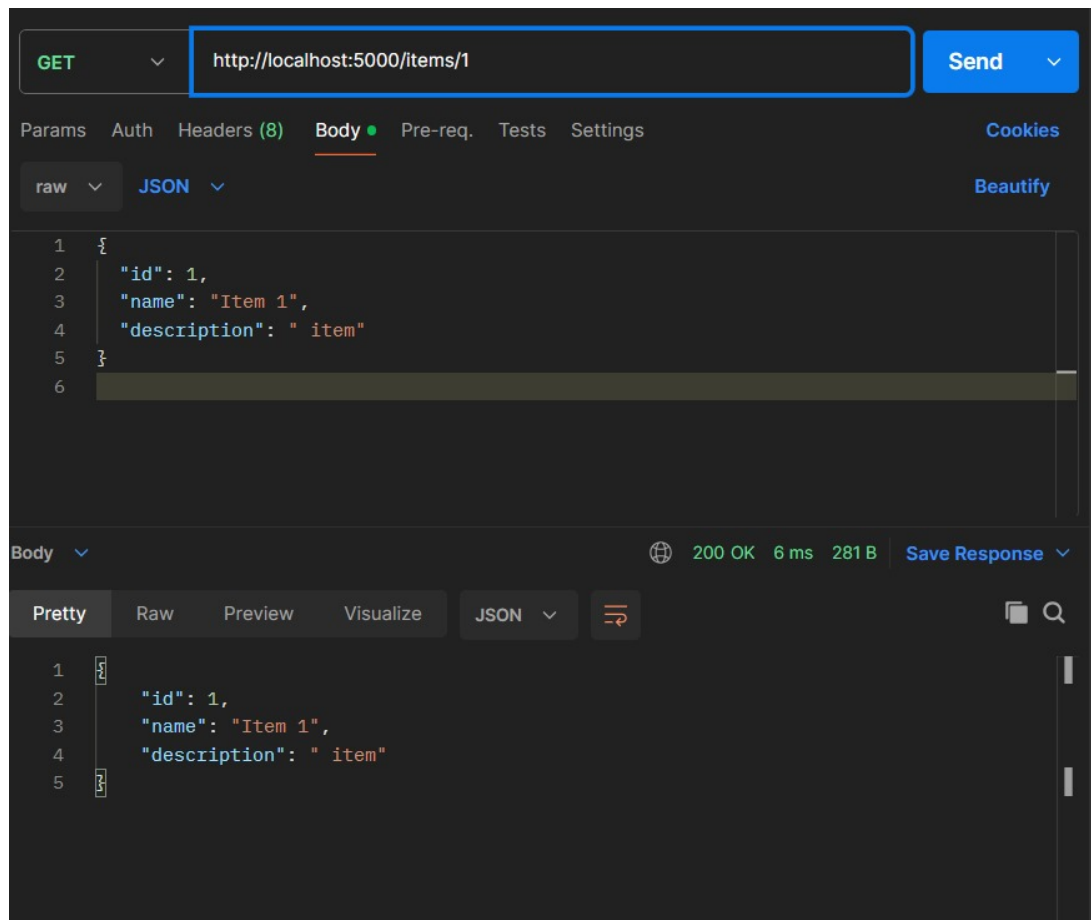 GET http://localhost:5000/items/1 Send
Params Auth Headers (8) Body Pre-req. Tests Settings Cookies
raw JSON Beautify
1 {
2 "id": 1,
3 "name": "Item 1",
4 "description": " item"
5 }
6
Body 200 OK 6 ms 281 B Save Response
Pretty Raw Preview Visualize JSON
1 {
2 "id": 1,
3 "name": "Item 1",
4 "description": " item"
5 }